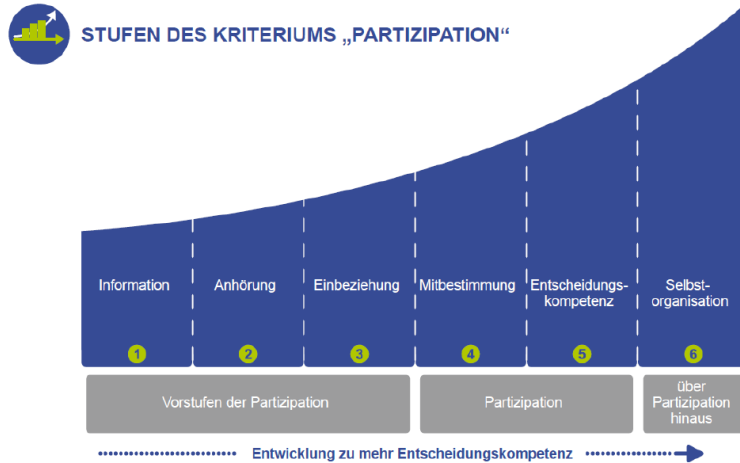 STUFEN DES KRITERIUMS „PARTIZIPATION“
Information
Anhörung
Einbeziehung
Mitbestimmung
Entscheidungs-
kompetenz
Selbst-
organisation
1
2
3
4
5
6
Vorstufen der Partizipation
Partizipation
über
Partizipation
hinaus
Entwicklung zu mehr Entscheidungskompetenz